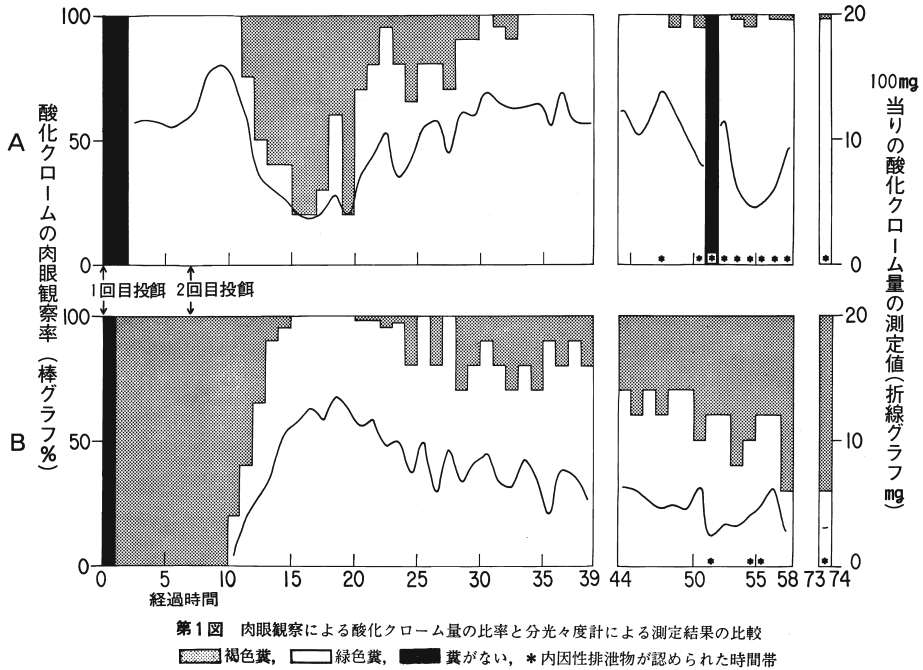 A
酸化クロームの肉眼観察率(棒グラフ%)
100
50
0
20
10
0
100mg当りの酸化クローム量の測定値(折線グラフmg)
* * * * * * * * *
*
1回目投餌 2回目投餌
B
100
50
0
20
10
0
* * *
*
0 5 10 15 20 25 30 35 39 44 50 55 58 73 74
経過時間
第1図 肉眼観察による酸化クローム量の比率と分光々度計による測定結果の比較
褐色糞, 緑色糞, 糞がない, *内因性排泄物が認められた時間帯